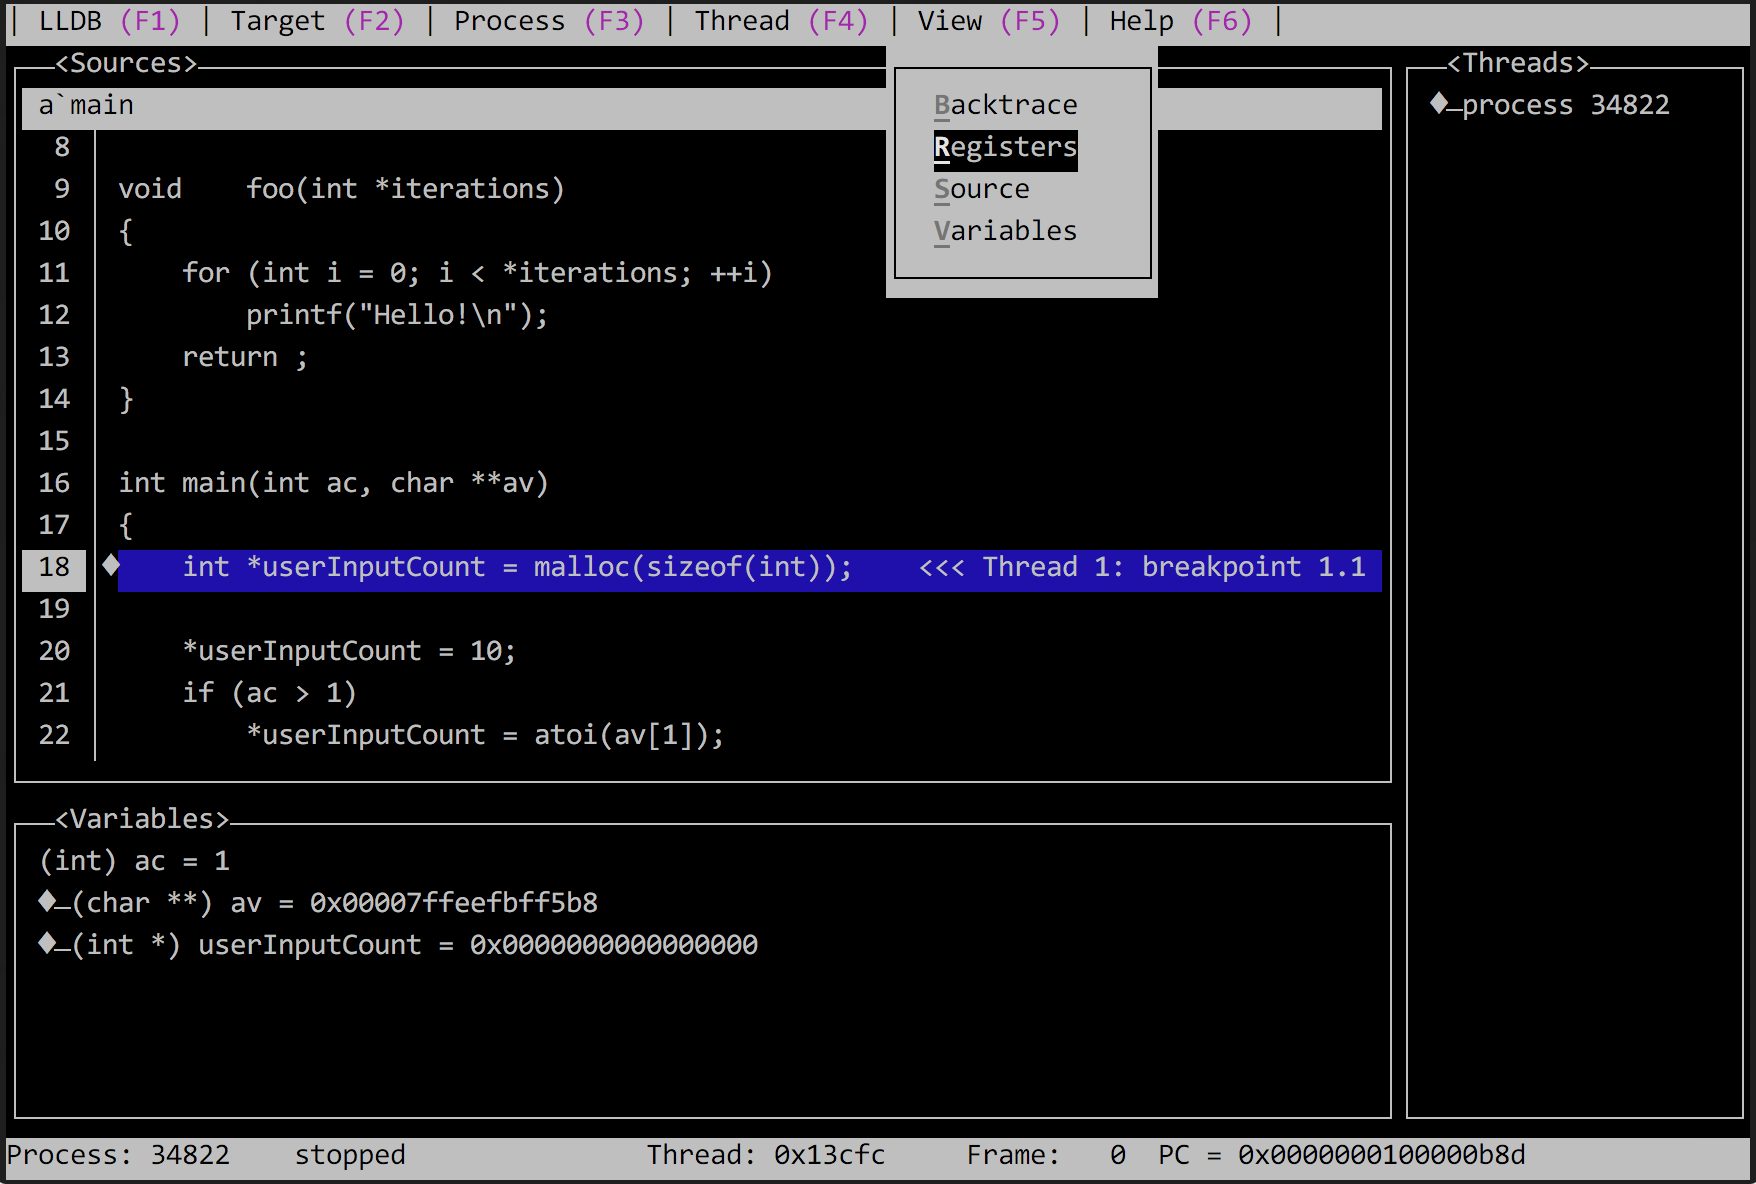 | LLDB (F1) | Target (F2) | Process (F3) | Thread (F4) | View (F5) | Help (F6) |
<Sources>
a`main
8
9 void    foo(int *iterations)
10 {
11     for (int i = 0; i < *iterations; ++i)
12         printf("Hello!\n");
13     return ;
14 }
15
16 int main(int ac, char **av)
17 {
18     int *userInputCount = malloc(sizeof(int));    <<< Thread 1: breakpoint 1.1
19
20     *userInputCount = 10;
21     if (ac > 1)
22         *userInputCount = atoi(av[1]);
Backtrace
Registers
Source
Variables
<Threads>
process 34822
<Variables>
(int) ac = 1
(char **) av = 0x00007ffeefbff5b8
(int *) userInputCount = 0x0000000000000000
Process: 34822    stopped    Thread: 0x13cfc    Frame:   0  PC = 0x0000000100000b8d